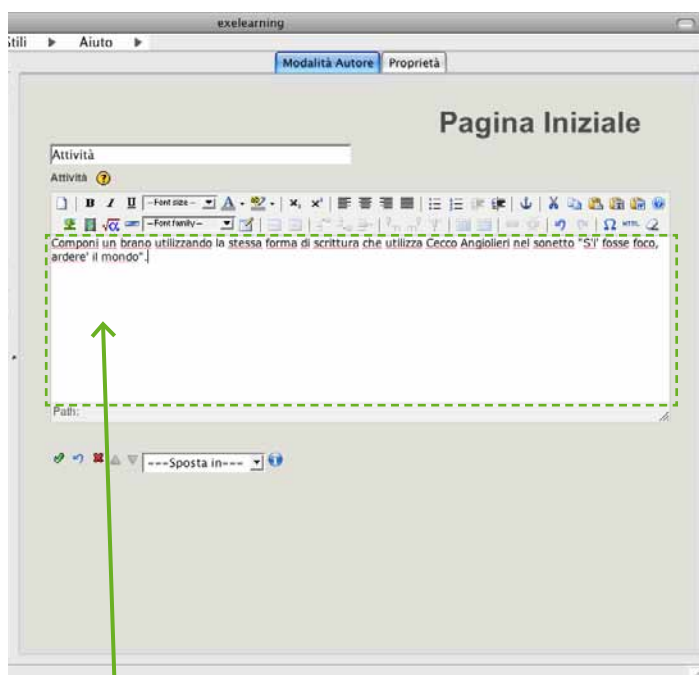 exelearning
Stili Aiuto
Modalità Autore Proprietà
Pagina Iniziale
Attività
Attività
B I U --Font size-- A
HTML
--Font family--
Componi un brano utilizzando la stessa forma di scrittura che utilizza Cecco Angiolieri nel sonetto "S'i' fosse foco,
ardere' il mondo".
Path:
---Sposta in---